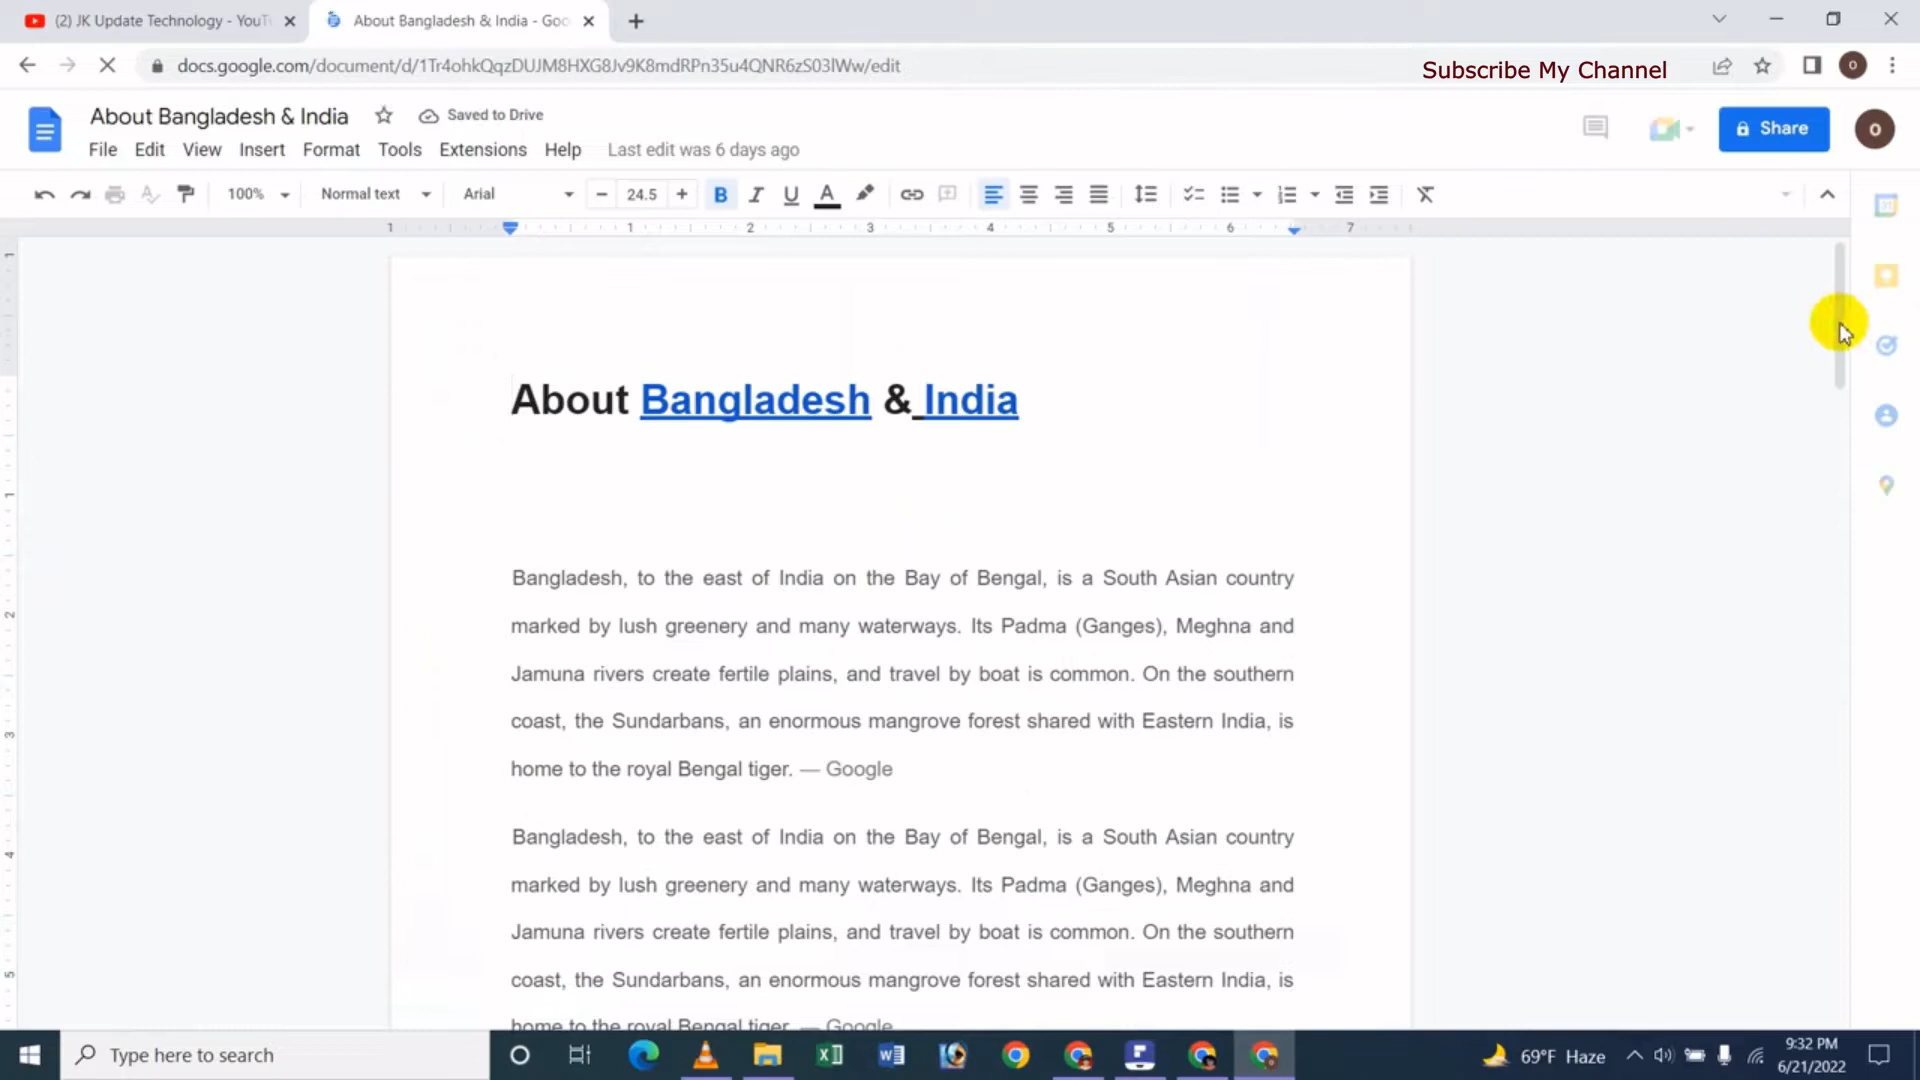 (2) JK Update Technology - YouT
About Bangladesh & India - Goo
docs.google.com/document/d/1Tr4ohkQqzDUJM8HXG8Jv9K8mdRPn35u4QNR6zS03lWw/edit
Subscribe My Channel
About Bangladesh & India
Saved to Drive
Share
File Edit View Insert Format Tools Extensions Help Last edit was 6 days ago
100% Normal text Arial 24.5
1 1 2 3 4 5 6 7
About Bangladesh & India
Bangladesh, to the east of India on the Bay of Bengal, is a South Asian country
marked by lush greenery and many waterways. Its Padma (Ganges), Meghna and
Jamuna rivers create fertile plains, and travel by boat is common. On the southern
coast, the Sundarbans, an enormous mangrove forest shared with Eastern India, is
home to the royal Bengal tiger. — Google
Bangladesh, to the east of India on the Bay of Bengal, is a South Asian country
marked by lush greenery and many waterways. Its Padma (Ganges), Meghna and
Jamuna rivers create fertile plains, and travel by boat is common. On the southern
coast, the Sundarbans, an enormous mangrove forest shared with Eastern India, is
home to the royal Bengal tiger. — Google
Type here to search
69°F Haze
9:32 PM
6/21/2022